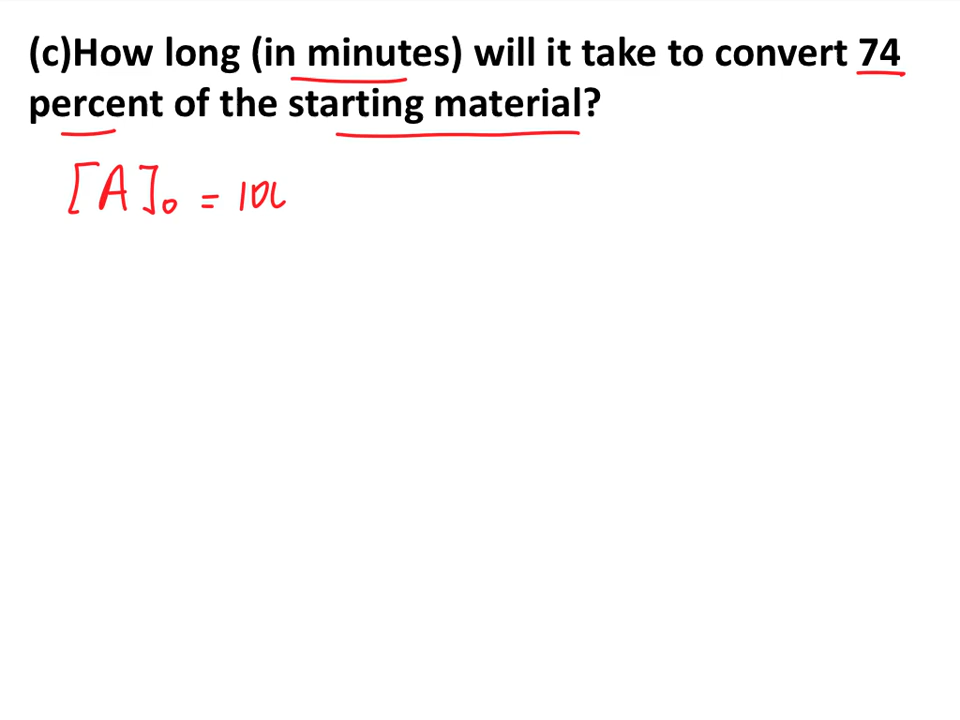 (c)How long (in minutes) will it take to convert 74
percent of the starting material?
[A]₀ = 100